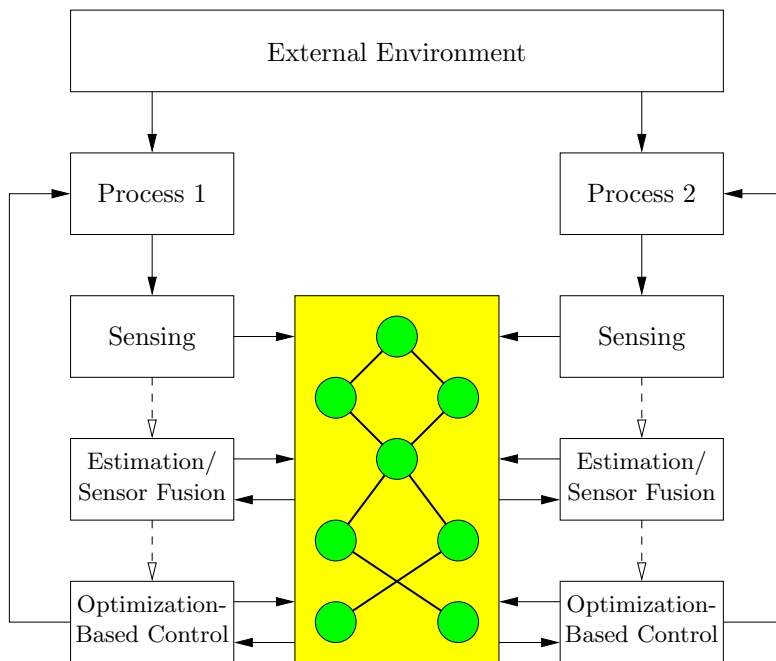 External Environment
Process 1
Process 2
Sensing
Sensing
Estimation/
Sensor Fusion
Estimation/
Sensor Fusion
Optimization-
Based Control
Optimization-
Based Control